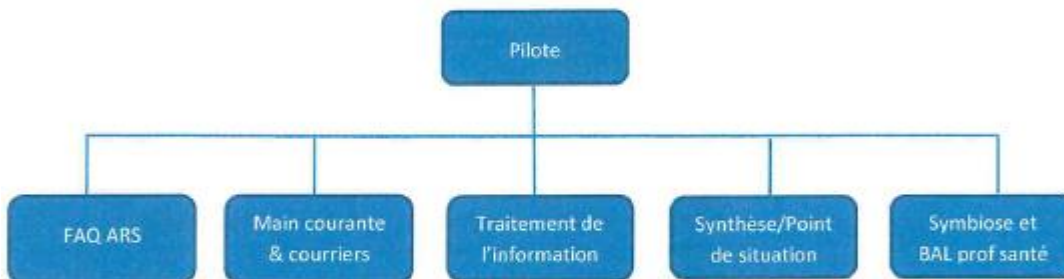 Pilote
FAQ ARS
Main courante
& courriers
Traitement de
l'information
Synthèse/Point
de situation
Symbiose et
BAL prof santé